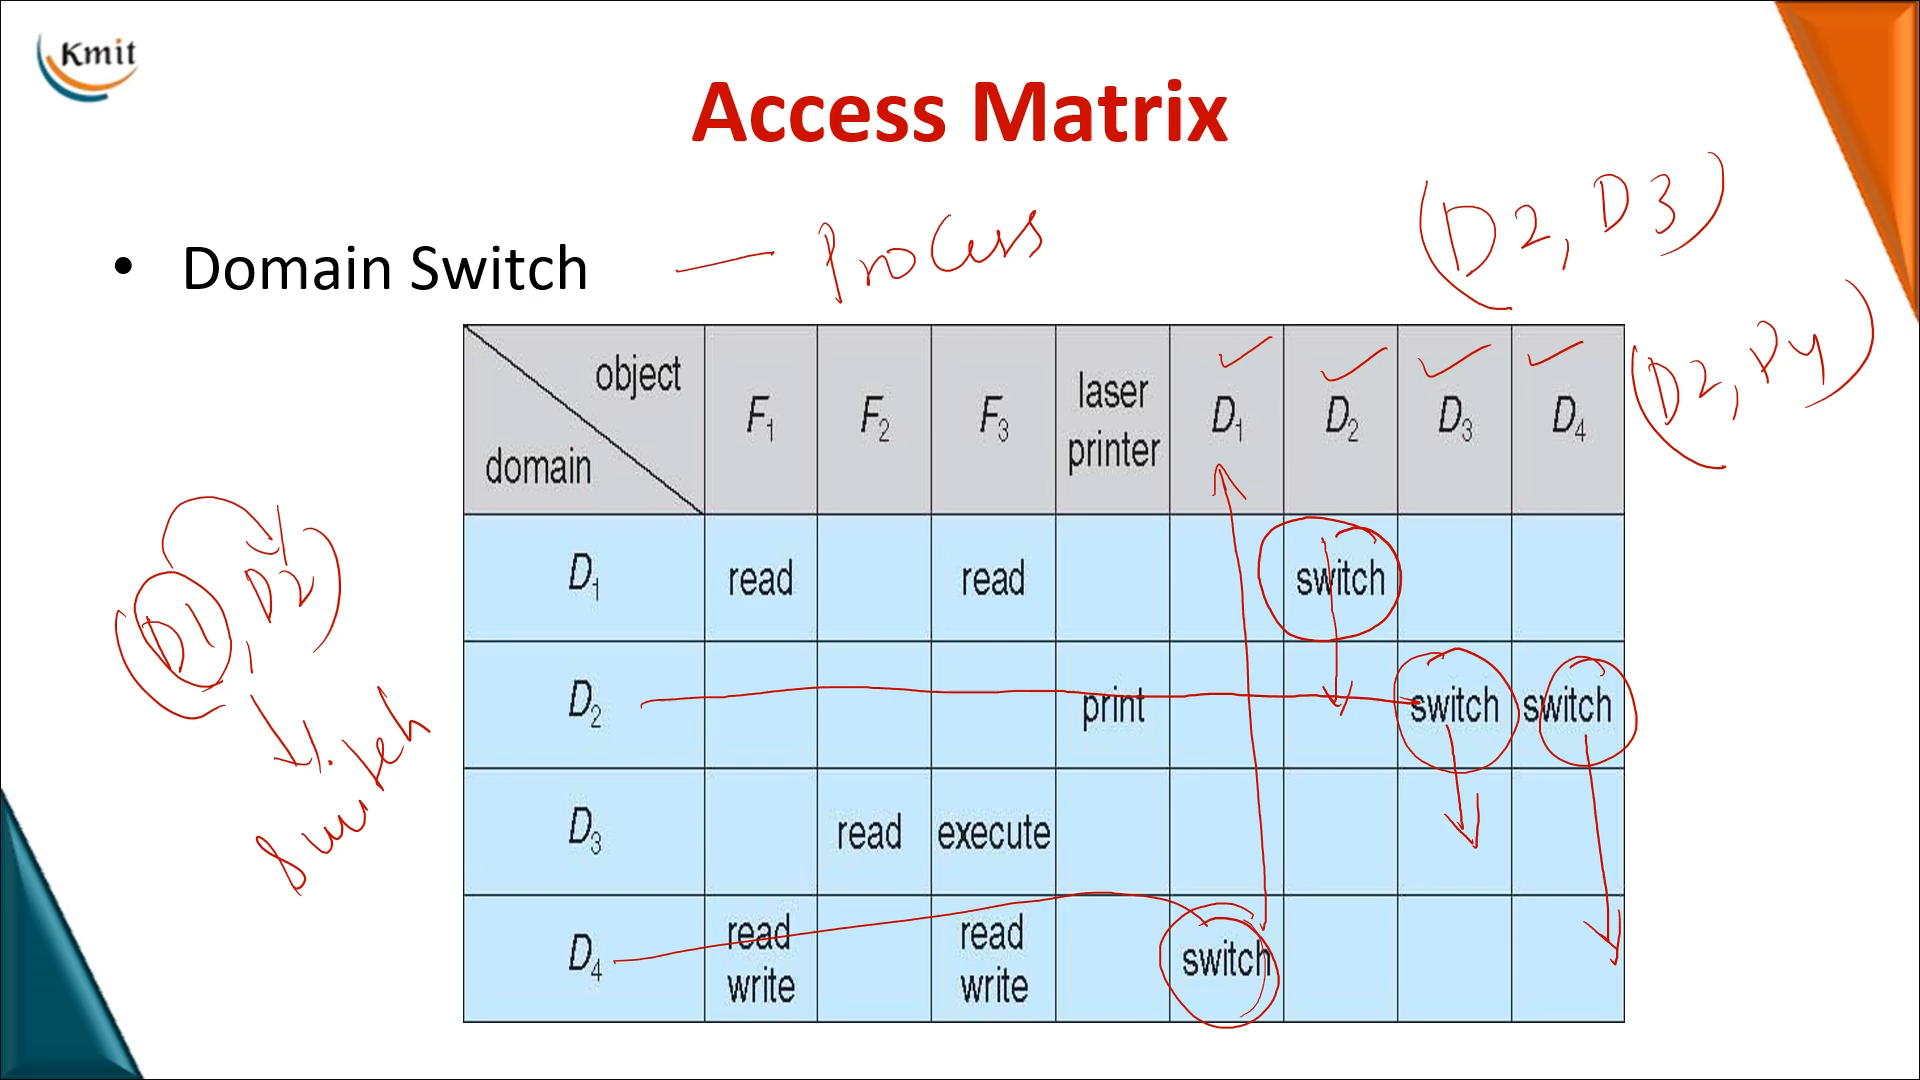 Kmit
Access Matrix
(D2, D3)
• Domain Switch — Process
(D2, Py)
object
domain
F1 F2 F3 laser printer D1 D2 D3 D4
D1 read read switch
(D1, D2)
D2 print switch switch
switch
D3 read execute
D4 read write read write switch